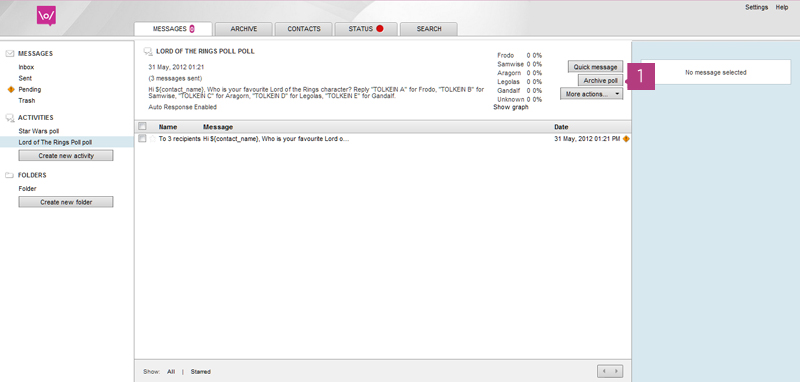 Settings Help
\o/
MESSAGES 0 ARCHIVE CONTACTS STATUS SEARCH
MESSAGES
Inbox
Sent
Pending
Trash
ACTIVITIES
Star Wars poll
Lord of The Rings Poll poll
Create new activity
FOLDERS
Folder
Create new folder
LORD OF THE RINGS POLL POLL
31 May, 2012 01:21
(3 messages sent)
Hi ${contact_name}, Who is your favourite Lord of the Rings character? Reply "TOLKEIN A" for Frodo, "TOLKEIN B" for
Samwise, "TOLKEIN C" for Aragorn, "TOLKEIN D" for Legolas, "TOLKEIN E" for Gandalf.
Auto Response Enabled
Frodo 0 0%
Samwise 0 0%
Aragorn 0 0%
Legolas 0 0%
Gandalf 0 0%
Unknown 0 0%
Show graph
Quick message
Archive poll
More actions...
1
No message selected
Name Message Date
To 3 recipients Hi ${contact_name}, Who is your favourite Lord o... 31 May, 2012 01:21 PM
Show: All | Starred